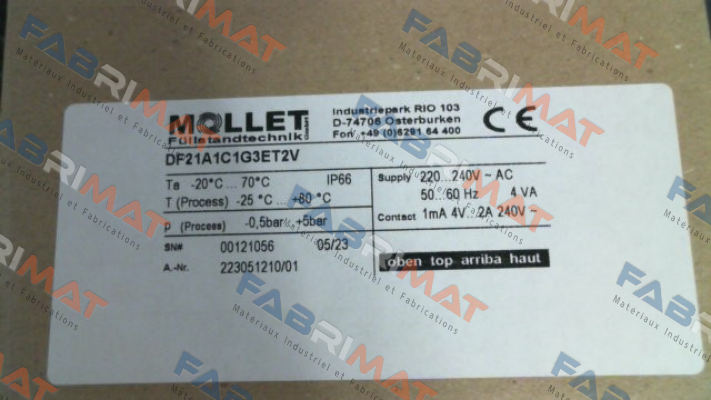 MOLLET
Füllstandtechnik GmbH
Industriepark RIO 103
D-74706 Osterburken
Fon +49 (0)6291 64 400
CE
DF21A1C1G3ET2V
Ta -20°C ... 70°C IP66
T (Process) -25 °C ... +80 °C
p (Process) -0,5bar ... +5bar
SN# 00121056 05/23
A.-Nr. 223051210/01
Supply 220...240V ~ AC
50...60 Hz 4 VA
Contact 1mA 4V...2A 240V~
oben top arriba haut
FABRIMAT
Materiaux Industriel et Fabrications